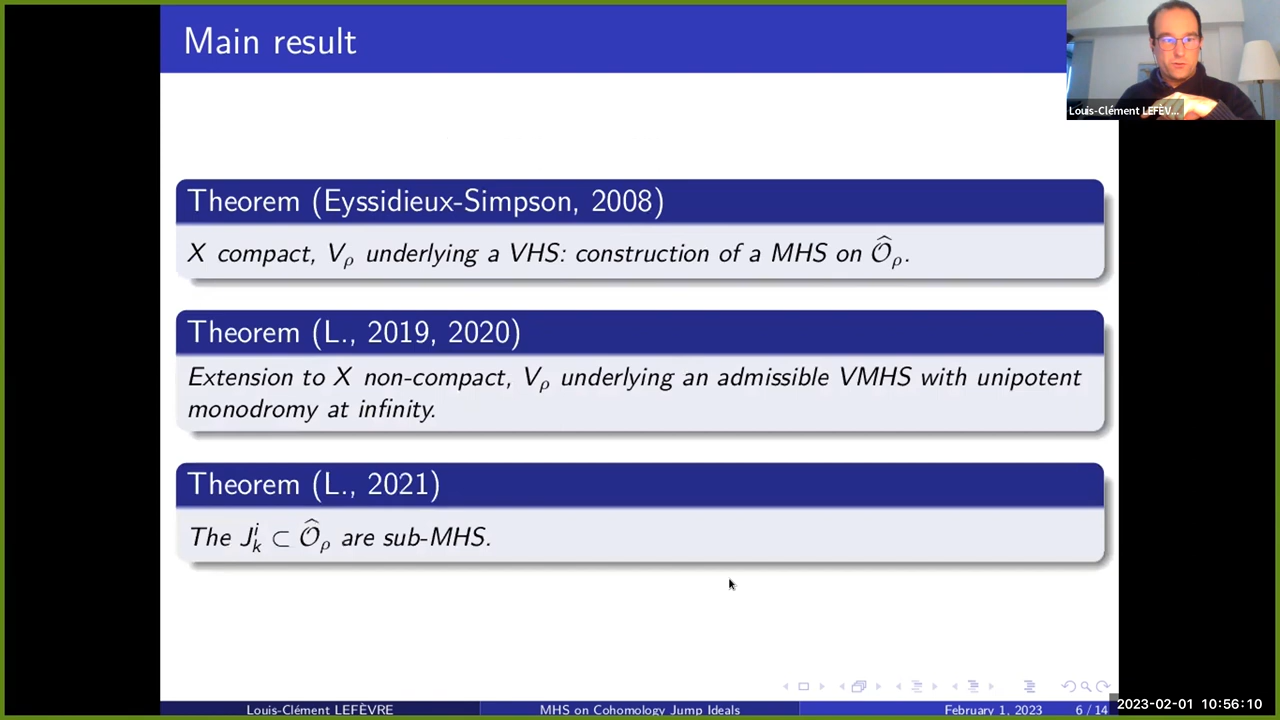 Main result
Louis-Clément LEFÈV...
Theorem (Eyssidieux-Simpson, 2008)
X compact, V_ρ underlying a VHS: construction of a MHS on Ô_ρ.
Theorem (L., 2019, 2020)
Extension to X non-compact, V_ρ underlying an admissible VMHS with unipotent
monodromy at infinity.
Theorem (L., 2021)
The J_k^i ⊂ Ô_ρ are sub-MHS.
Louis-Clément LEFÈVRE MHS on Cohomology Jump Ideals February 1, 2023 6 / 14
2023-02-01 10:56:10